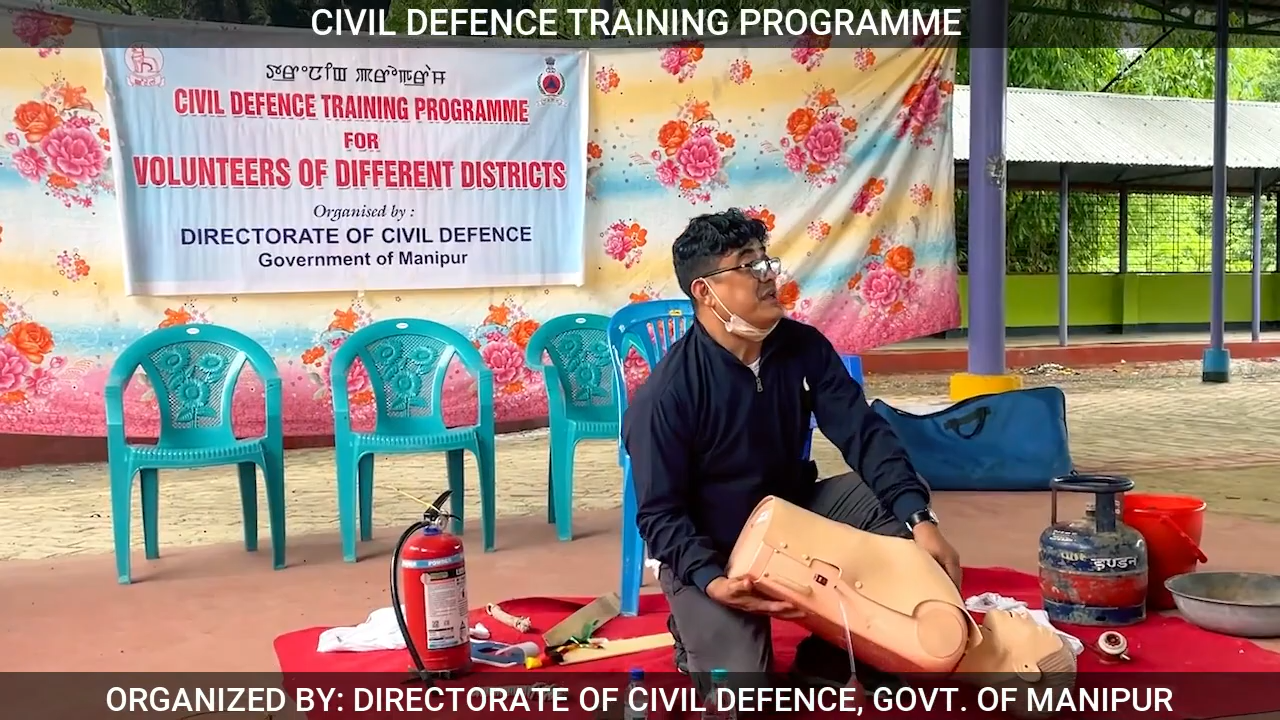 CIVIL DEFENCE TRAINING PROGRAMME
CIVIL DEFENCE TRAINING PROGRAMME
FOR
VOLUNTEERS OF DIFFERENT DISTRICTS
Organised by :
DIRECTORATE OF CIVIL DEFENCE
Government of Manipur
इण्डेन
ORGANIZED BY: DIRECTORATE OF CIVIL DEFENCE, GOVT. OF MANIPUR